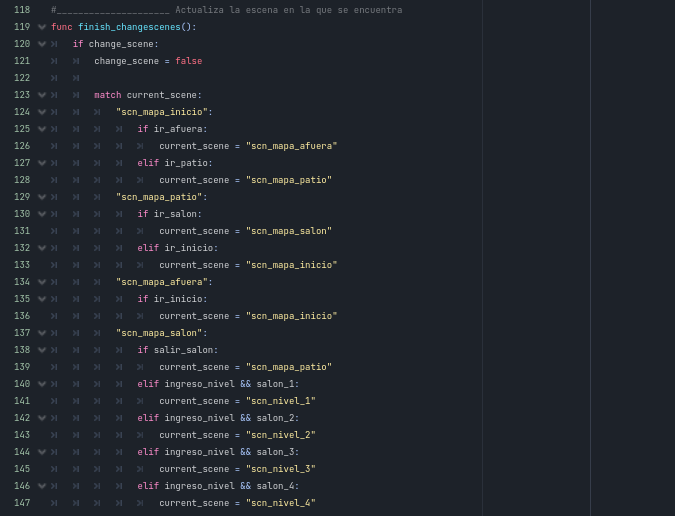 118 #_____________________ Actualiza la escena en la que se encuentra
119 func finish_changescenes():
120 if change_scene:
121 change_scene = false
122
123 match current_scene:
124 "scn_mapa_inicio":
125 if ir_afuera:
126 current_scene = "scn_mapa_afuera"
127 elif ir_patio:
128 current_scene = "scn_mapa_patio"
129 "scn_mapa_patio":
130 if ir_salon:
131 current_scene = "scn_mapa_salon"
132 elif ir_inicio:
133 current_scene = "scn_mapa_inicio"
134 "scn_mapa_afuera":
135 if ir_inicio:
136 current_scene = "scn_mapa_inicio"
137 "scn_mapa_salon":
138 if salir_salon:
139 current_scene = "scn_mapa_patio"
140 elif ingreso_nivel && salon_1:
141 current_scene = "scn_nivel_1"
142 elif ingreso_nivel && salon_2:
143 current_scene = "scn_nivel_2"
144 elif ingreso_nivel && salon_3:
145 current_scene = "scn_nivel_3"
146 elif ingreso_nivel && salon_4:
147 current_scene = "scn_nivel_4"